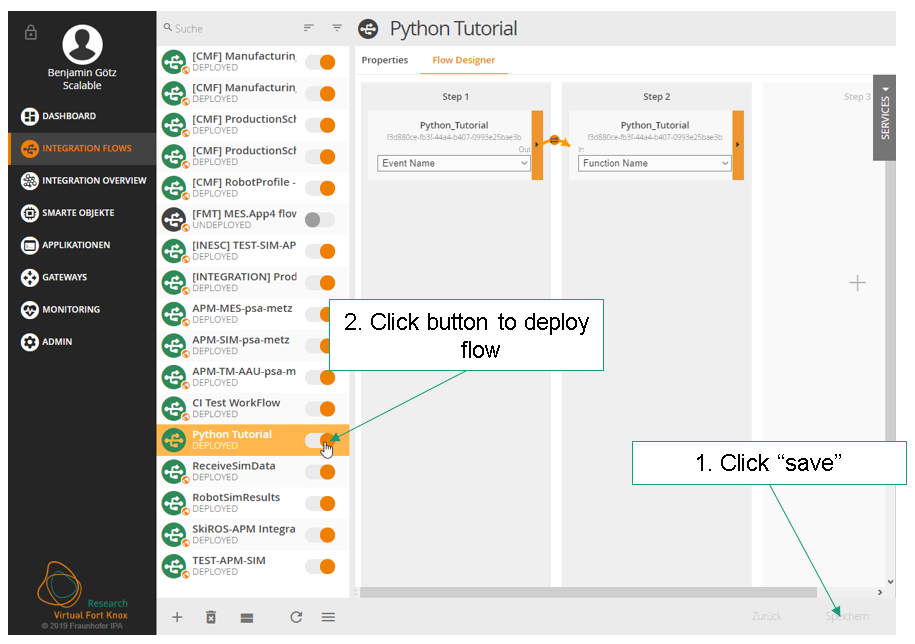 Benjamin Götz
Scalable
DASHBOARD
INTEGRATION FLOWS
INTEGRATION OVERVIEW
SMARTE OBJEKTE
APPLIKATIONEN
GATEWAYS
MONITORING
ADMIN
Research
Virtual Fort Knox
© 2019 Fraunhofer IPA
Suche
[CMF] Manufacturin
DEPLOYED
[CMF] Manufacturin
DEPLOYED
[CMF] ProductionSch
DEPLOYED
[CMF] ProductionSch
DEPLOYED
[CMF] RobotProfile -
DEPLOYED
[FMT] MES.App4 flow
UNDEPLOYED
[INESC] TEST-SIM-AP
DEPLOYED
[INTEGRATION] Prod
DEPLOYED
APM-MES-psa-metz
DEPLOYED
APM-SIM-psa-metz
DEPLOYED
APM-TM-AAU-psa-m
DEPLOYED
CI Test WorkFlow
DEPLOYED
Python Tutorial
DEPLOYED
ReceiveSimData
DEPLOYED
RobotSimResults
DEPLOYED
SkiROS-APM Integra
DEPLOYED
TEST-APM-SIM
DEPLOYED
Python Tutorial
Properties Flow Designer
Step 1
Python_Tutorial
f3d880ce-fb3f-44a4-b407-0993e25bae3b
Out
Event Name
Step 2
Python_Tutorial
f3d880ce-fb3f-44a4-b407-0993e25bae3b
In
Function Name
Step 3
SERVICES
2. Click button to deploy
flow
1. Click “save”
Zurück
Speichern